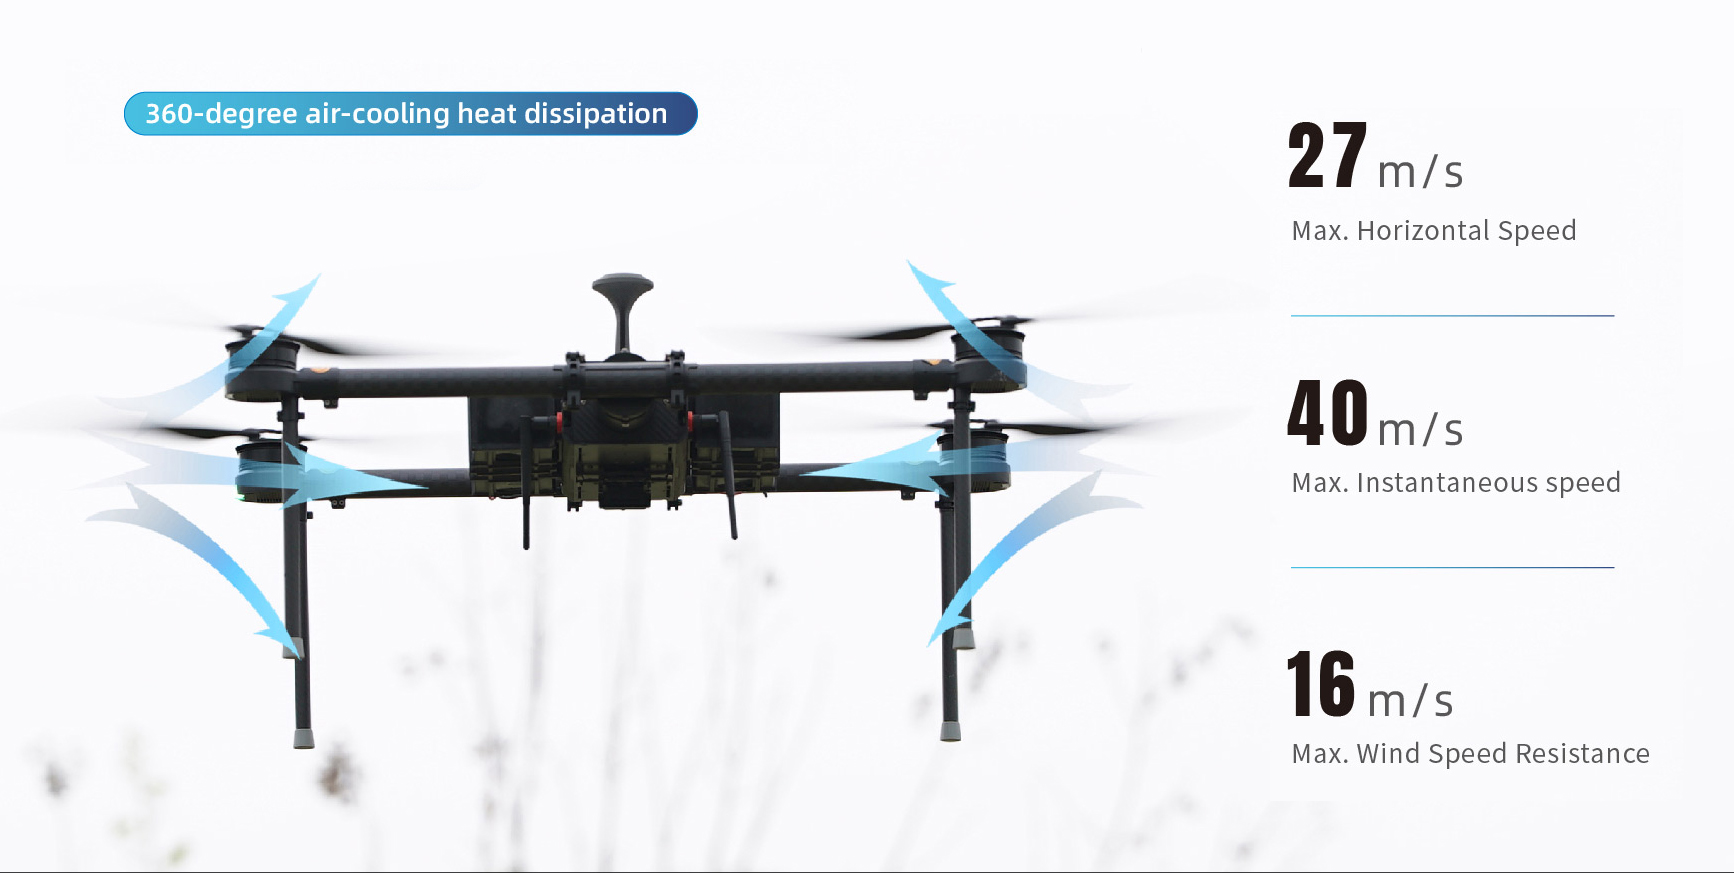 360-degree air-cooling heat dissipation
27 m/s
Max. Horizontal Speed
40 m/s
Max. Instantaneous speed
16 m/s
Max. Wind Speed Resistance